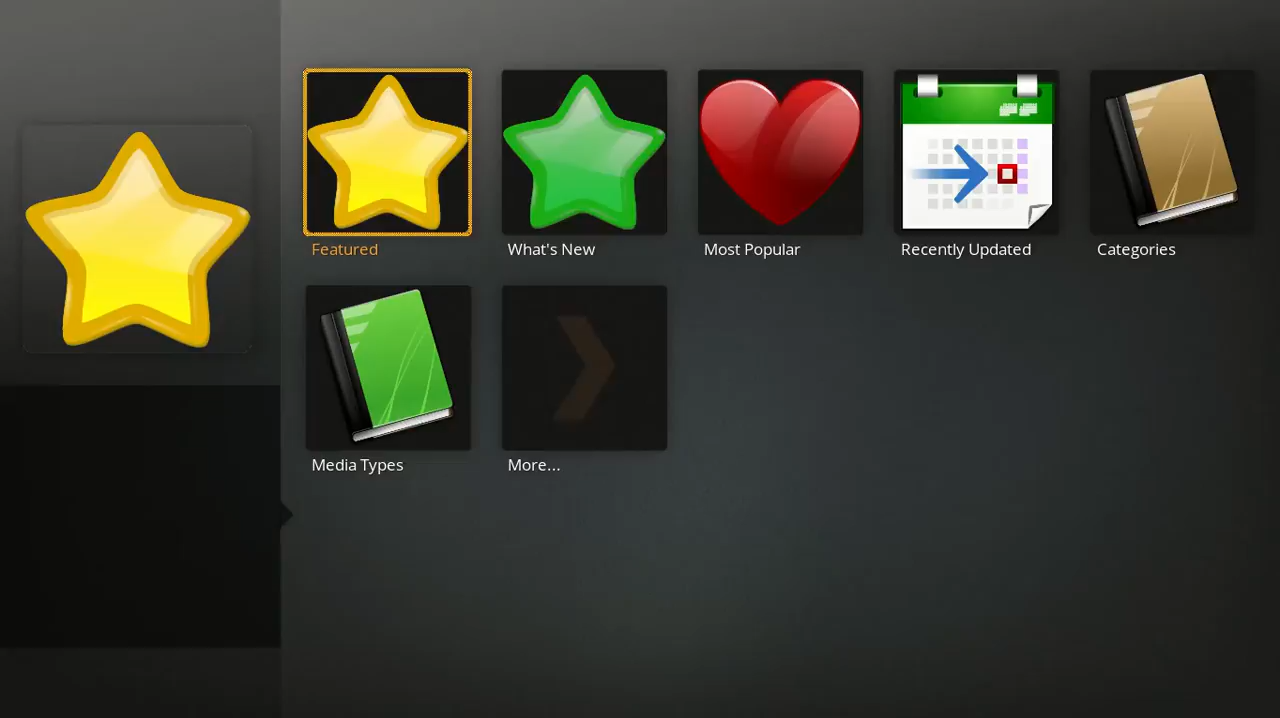 Featured
What's New
Most Popular
Recently Updated
Categories
Media Types
More...